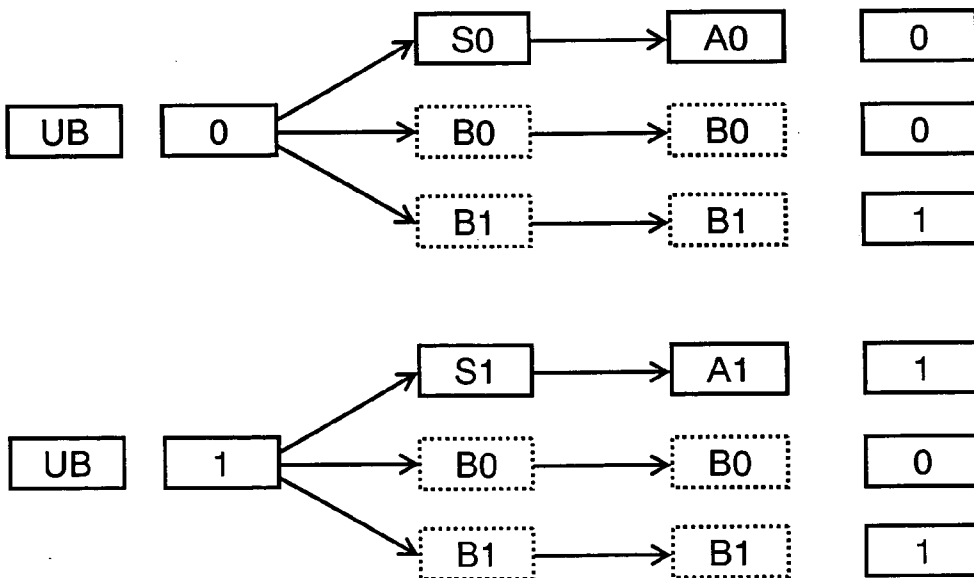 S0 A0 0
UB 0 B0 B0 0
B1 B1 1
S1 A1 1
UB 1 B0 B0 0
B1 B1 1